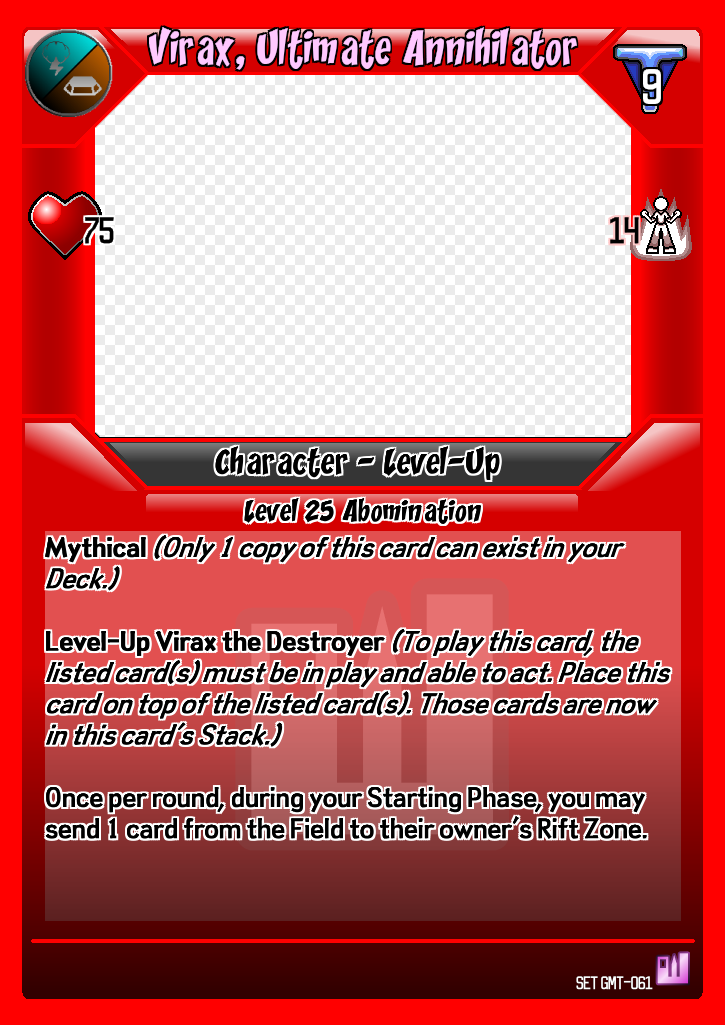 Virax, Ultimate Annihilator
9
75
14
Character - Level-Up
Level 25 Abomination
Mythical (Only 1 copy of this card can exist in your
Deck.)
Level-Up Virax the Destroyer (To play this card, the
listed card(s) must be in play and able to act. Place this
card on top of the listed card(s). Those cards are now
in this card's Stack.)
Once per round, during your Starting Phase, you may
send 1 card from the Field to their owner's Rift Zone.
SET GMT-061